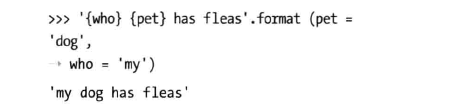 >>> '{who} {pet} has fleas'.format (pet =
'dog',
→ who = 'my')
'my dog has fleas'